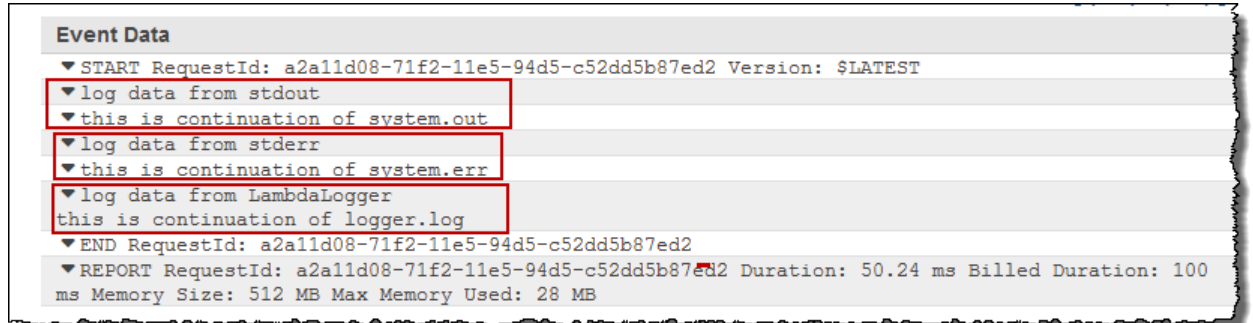 Event Data
▼START RequestId: a2a11d08-71f2-11e5-94d5-c52dd5b87ed2 Version: $LATEST
▼log data from stdout
▼this is continuation of system.out
▼log data from stderr
▼this is continuation of system.err
▼log data from LambdaLogger
this is continuation of logger.log
▼END RequestId: a2a11d08-71f2-11e5-94d5-c52dd5b87ed2
▼REPORT RequestId: a2a11d08-71f2-11e5-94d5-c52dd5b87ed2 Duration: 50.24 ms Billed Duration: 100
ms Memory Size: 512 MB Max Memory Used: 28 MB